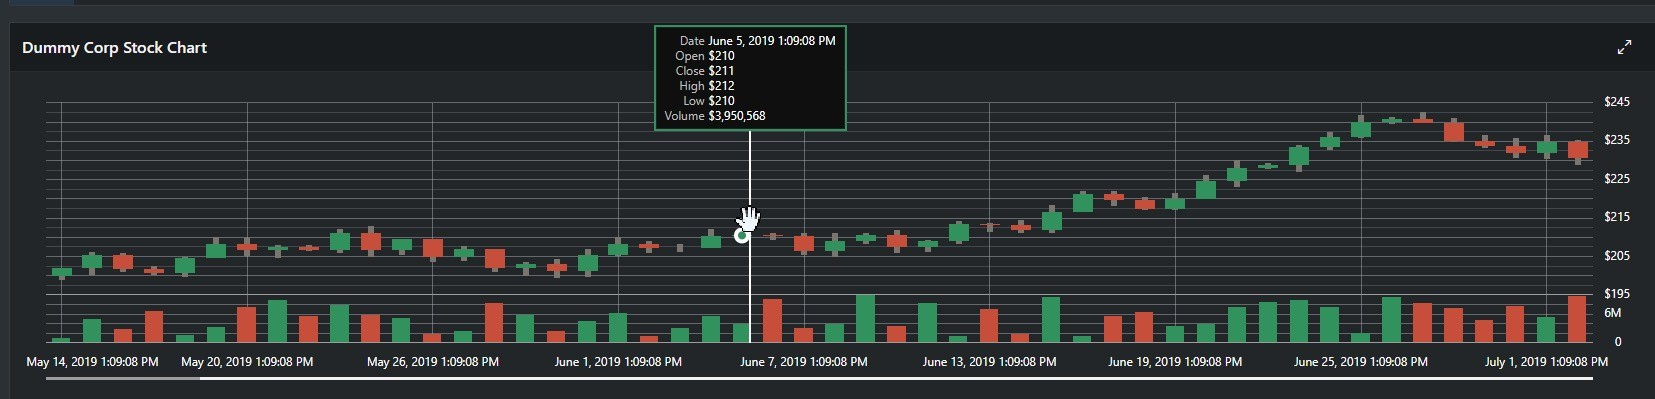 Dummy Corp Stock Chart
Date June 5, 2019 1:09:08 PM
Open $210
Close $211
High $212
Low $210
Volume $3,950,568
$245
$235
$225
$215
$205
$195
6M
0
May 14, 2019 1:09:08 PM
May 20, 2019 1:09:08 PM
May 26, 2019 1:09:08 PM
June 1, 2019 1:09:08 PM
June 7, 2019 1:09:08 PM
June 13, 2019 1:09:08 PM
June 19, 2019 1:09:08 PM
June 25, 2019 1:09:08 PM
July 1, 2019 1:09:08 PM